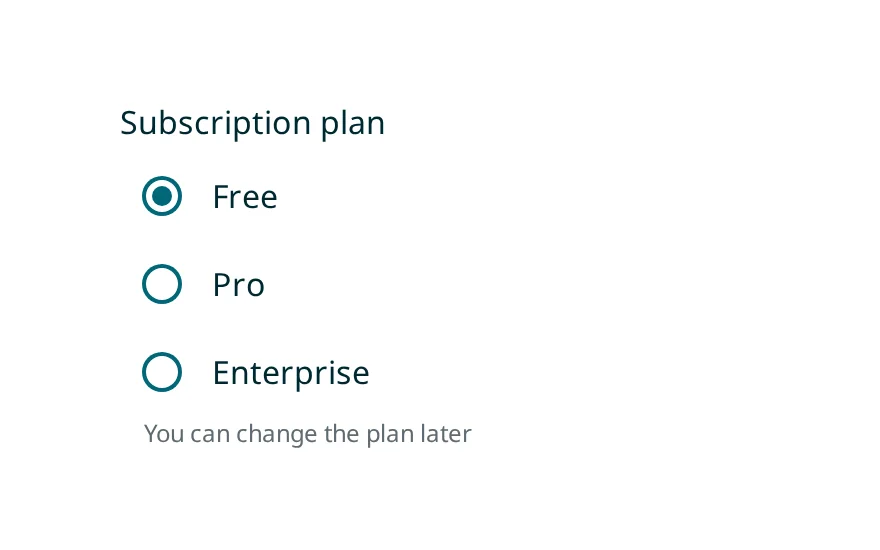 Subscription plan
Free
Pro
Enterprise
You can change the plan later